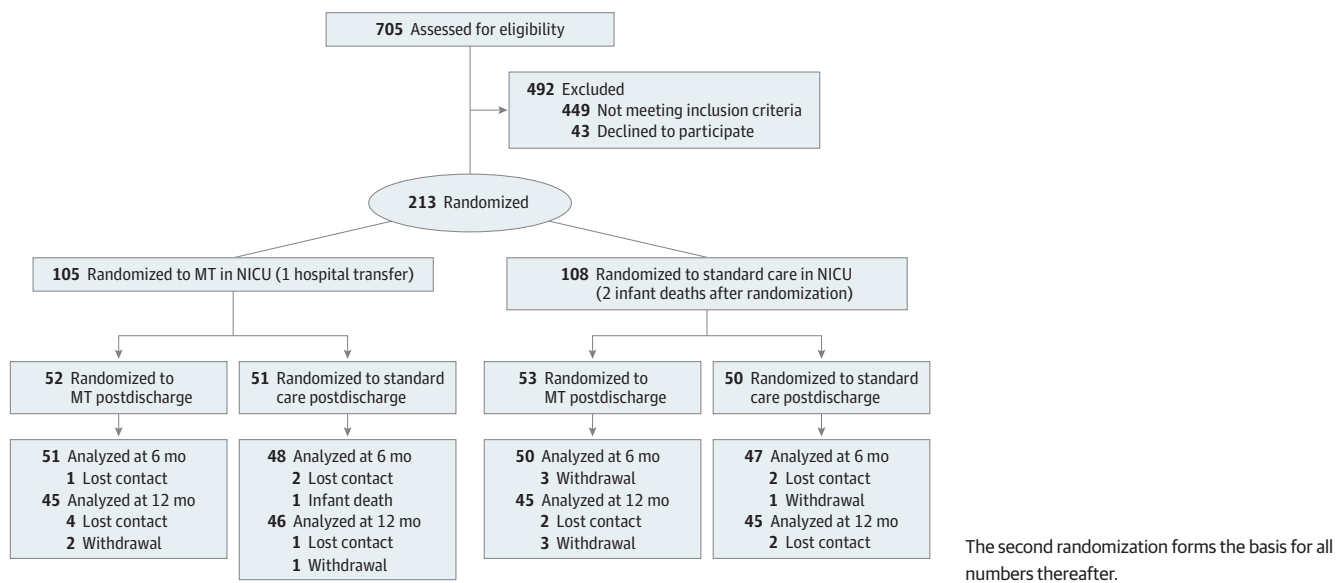 705 Assessed for eligibility
492 Excluded
449 Not meeting inclusion criteria
43 Declined to participate
213 Randomized
105 Randomized to MT in NICU (1 hospital transfer)
108 Randomized to standard care in NICU
(2 infant deaths after randomization)
52 Randomized to
MT postdischarge
51 Randomized to standard
care postdischarge
53 Randomized to
MT postdischarge
50 Randomized to standard
care postdischarge
51 Analyzed at 6 mo
1 Lost contact
45 Analyzed at 12 mo
4 Lost contact
2 Withdrawal
48 Analyzed at 6 mo
2 Lost contact
1 Infant death
46 Analyzed at 12 mo
1 Lost contact
1 Withdrawal
50 Analyzed at 6 mo
3 Withdrawal
45 Analyzed at 12 mo
2 Lost contact
3 Withdrawal
47 Analyzed at 6 mo
2 Lost contact
1 Withdrawal
45 Analyzed at 12 mo
2 Lost contact
The second randomization forms the basis for all
numbers thereafter.